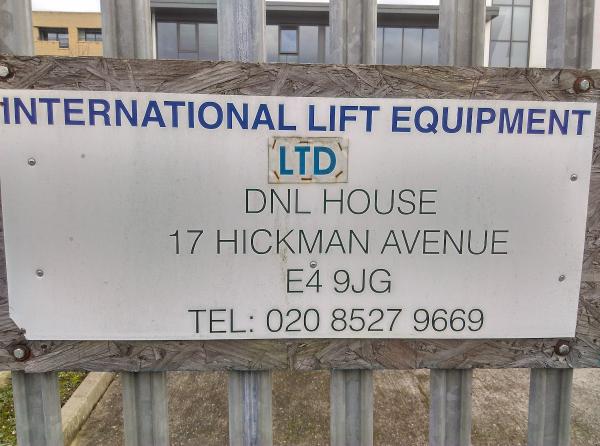 INTERNATIONAL LIFT EQUIPMENT
LTD
DNL HOUSE
17 HICKMAN AVENUE
E4 9JG
TEL: 020 8527 9669